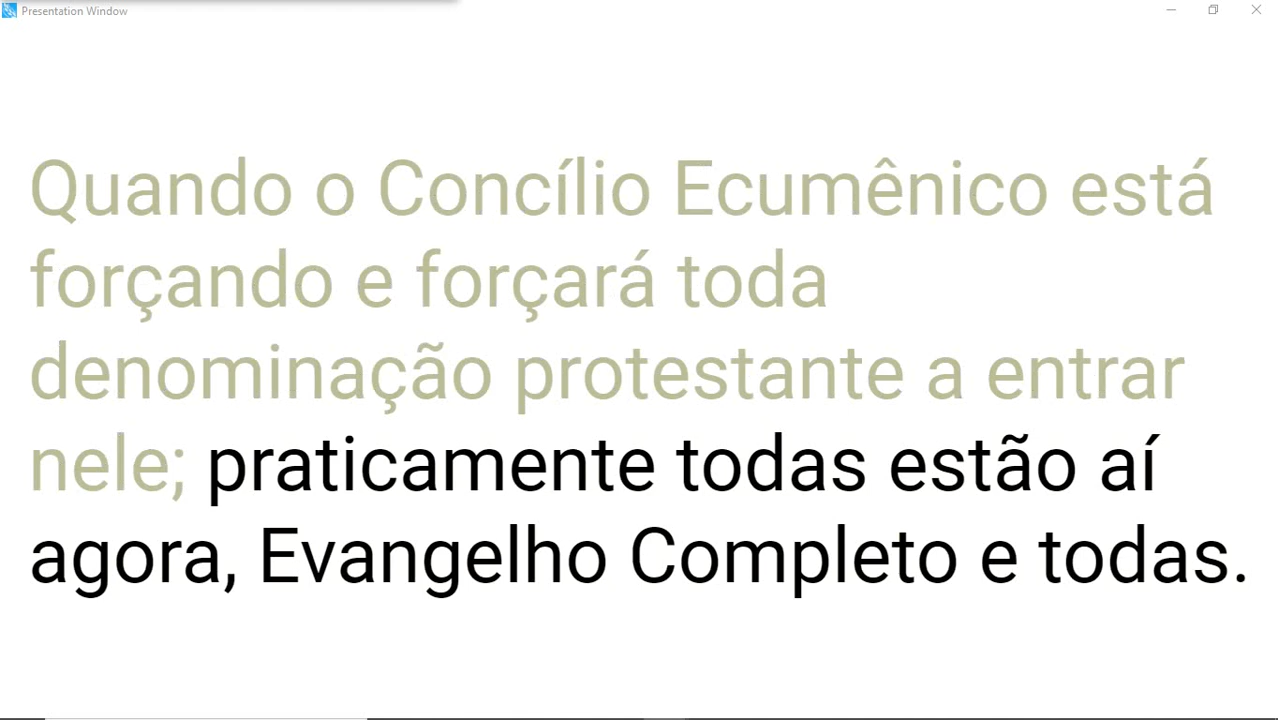 Presentation Window
Quando o Concílio Ecumênico está
forçando e forçará toda
denominação protestante a entrar
nele; praticamente todas estão aí
agora, Evangelho Completo e todas.